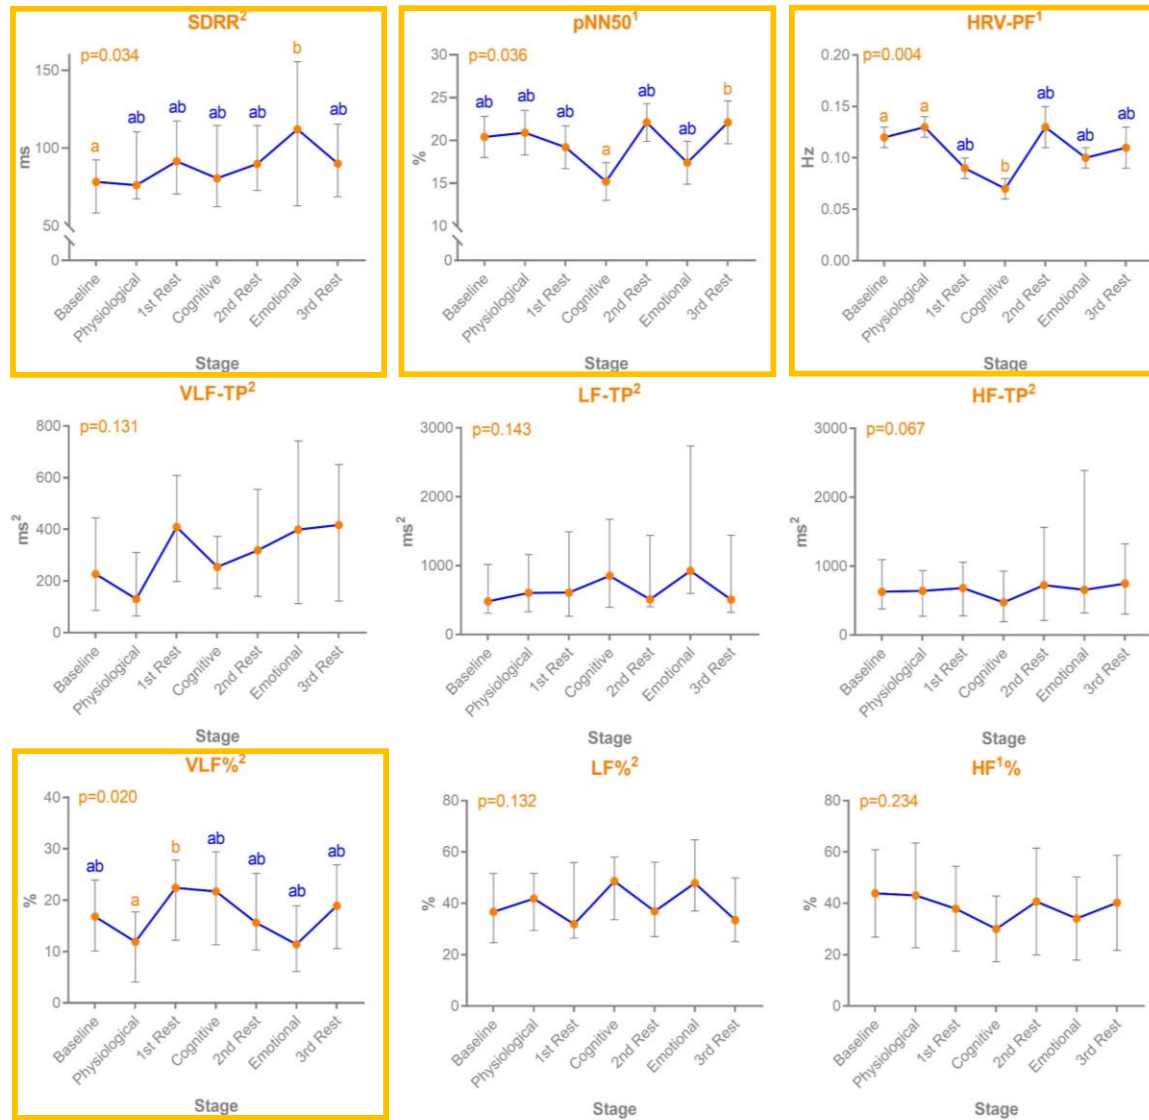 SDRR²
p=0.034
ms
150
100
50
0
a
ab
ab
ab
ab
b
ab
Baseline
Physiological
1st Rest
Cognitive
2nd Rest
Emotional
3rd Rest
Stage
pNN50¹
p=0.036
%
30
25
20
15
10
0
ab
ab
ab
a
ab
ab
b
Baseline
Physiological
1st Rest
Cognitive
2nd Rest
Emotional
3rd Rest
Stage
HRV-PF¹
p=0.004
Hz
0.20
0.15
0.10
0.05
0.00
a
a
ab
b
ab
ab
ab
Baseline
Physiological
1st Rest
Cognitive
2nd Rest
Emotional
3rd Rest
Stage
VLF-TP²
p=0.131
ms²
800
600
400
200
0
Baseline
Physiological
1st Rest
Cognitive
2nd Rest
Emotional
3rd Rest
Stage
LF-TP²
p=0.143
ms²
3000
2000
1000
0
Baseline
Physiological
1st Rest
Cognitive
2nd Rest
Emotional
3rd Rest
Stage
HF-TP²
p=0.067
ms²
3000
2000
1000
0
Baseline
Physiological
1st Rest
Cognitive
2nd Rest
Emotional
3rd Rest
Stage
VLF%²
p=0.020
%
40
30
20
10
0
ab
a
b
ab
ab
ab
ab
Baseline
Physiological
1st Rest
Cognitive
2nd Rest
Emotional
3rd Rest
Stage
LF%²
p=0.132
%
80
60
40
20
0
Baseline
Physiological
1st Rest
Cognitive
2nd Rest
Emotional
3rd Rest
Stage
HF¹%
p=0.234
%
80
60
40
20
0
Baseline
Physiological
1st Rest
Cognitive
2nd Rest
Emotional
3rd Rest
Stage